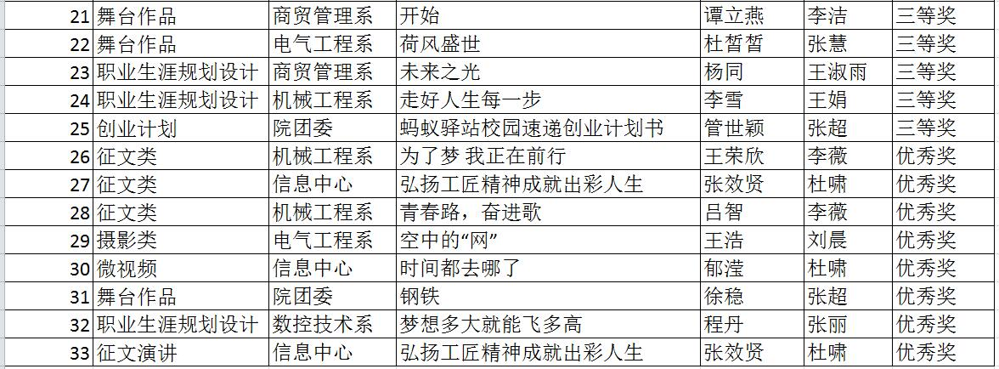 21 舞台作品 商贸管理系 开始 谭立燕 李洁 三等奖
22 舞台作品 电气工程系 荷风盛世 杜皙皙 张慧 三等奖
23 职业生涯规划设计 商贸管理系 未来之光 杨同 王淑雨 三等奖
24 职业生涯规划设计 机械工程系 走好人生每一步 李雪 王娟 三等奖
25 创业计划 院团委 蚂蚁驿站校园速递创业计划书 管世颖 张超 三等奖
26 征文类 机械工程系 为了梦 我正在前行 王荣欣 李薇 优秀奖
27 征文类 信息中心 弘扬工匠精神成就出彩人生 张效贤 杜啸 优秀奖
28 征文类 机械工程系 青春路，奋进歌 吕智 李薇 优秀奖
29 摄影类 电气工程系 空中的“网” 王浩 刘晨 优秀奖
30 微视频 信息中心 时间都去哪了 郁滢 杜啸 优秀奖
31 舞台作品 院团委 钢铁 徐稳 张超 优秀奖
32 职业生涯规划设计 数控技术系 梦想多大就能飞多高 程丹 张丽 优秀奖
33 征文演讲 信息中心 弘扬工匠精神成就出彩人生 张效贤 杜啸 优秀奖